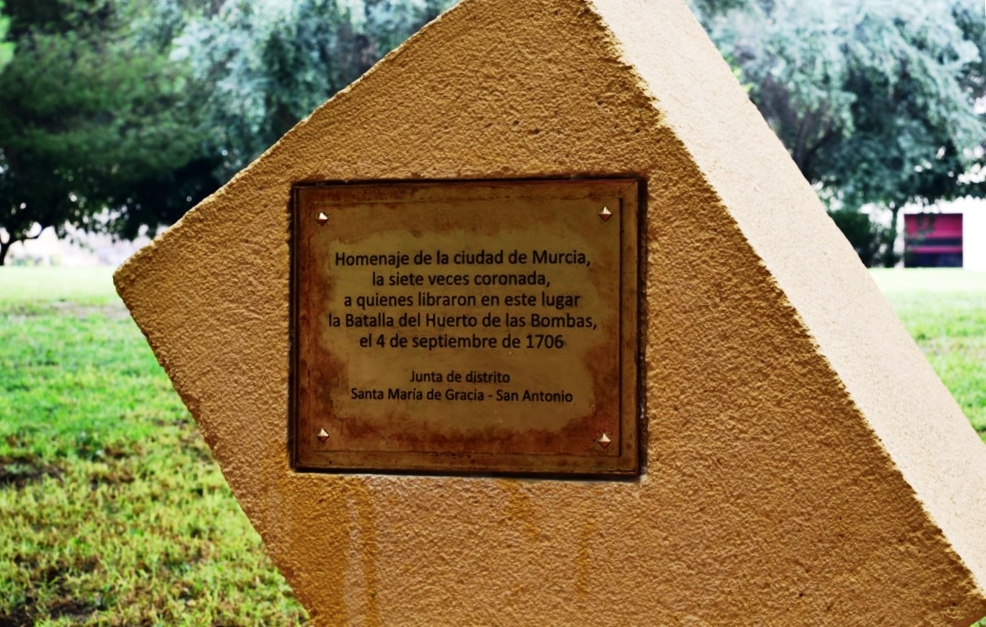 Homenaje de la ciudad de Murcia,
la siete veces coronada,
a quienes libraron en este lugar
la Batalla del Huerto de las Bombas,
el 4 de septiembre de 1706
Junta de distrito
Santa María de Gracia - San Antonio